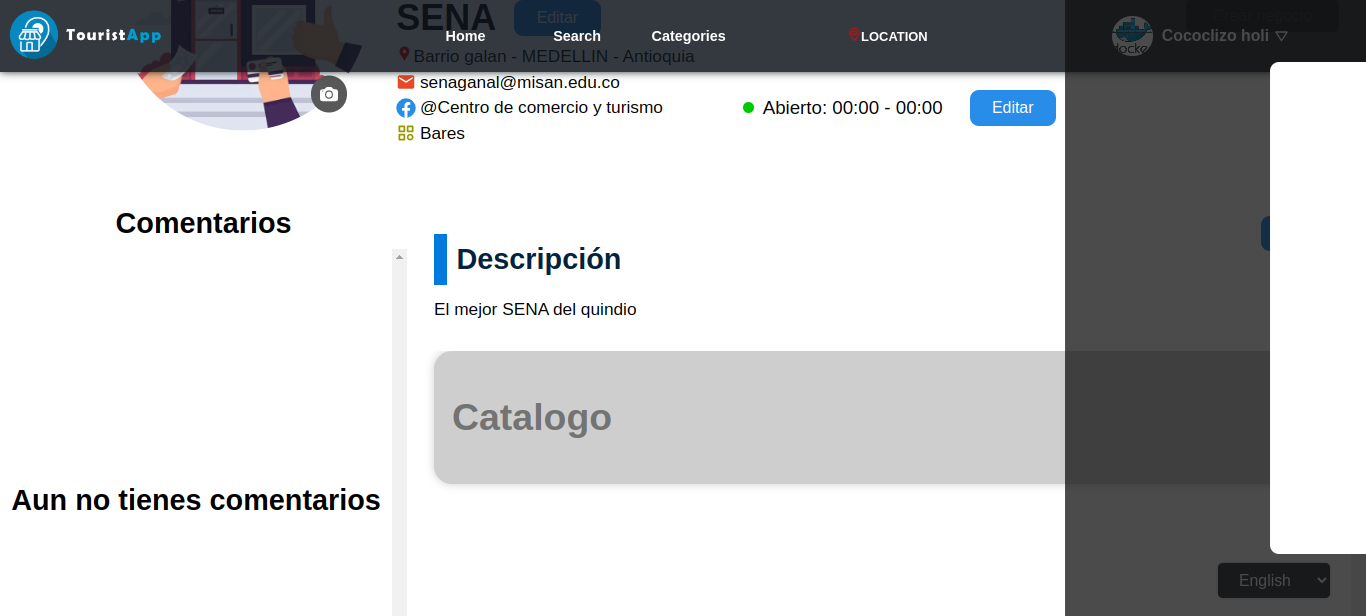 SENA
Editar
Crear negocio
TouristApp
Home
Search
Categories
LOCATION
Cococlizo holi
Barrio galan - MEDELLIN - Antioquia
senaganal@misan.edu.co
@Centro de comercio y turismo
Abierto: 00:00 - 00:00
Editar
Bares
Comentarios
Descripción
El mejor SENA del quindio
Catalogo
Aun no tienes comentarios
English